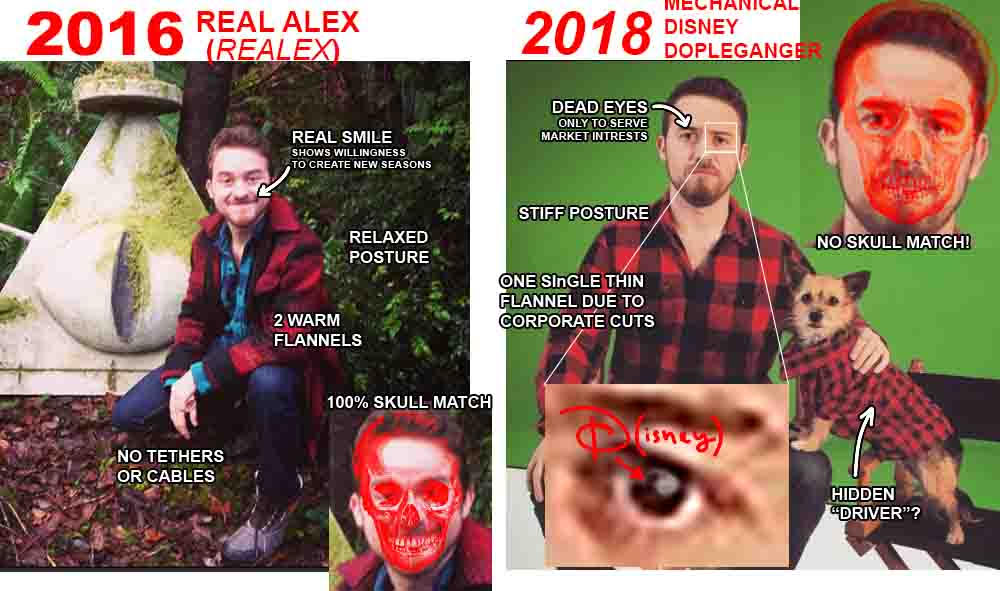 2016
REAL ALEX
(REALEX)
REAL SMILE
SHOWS WILLINGNESS
TO CREATE NEW SEASONS
RELAXED
POSTURE
2 WARM
FLANNELS
100% SKULL MATCH
NO TETHERS
OR CABLES
2018
MECHANICAL
DISNEY
DOPLEGANGER
DEAD EYES
ONLY TO SERVE
MARKET INTRESTS
STIFF POSTURE
NO SKULL MATCH!
ONE SInGLE THIN
FLANNEL DUE TO
CORPORATE CUTS
D(isney)
HIDDEN
“DRIVER”?